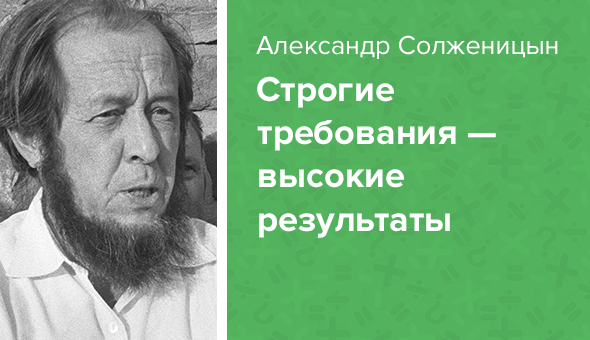 Александр Солженицын
Строгие
требования —
высокие
результаты